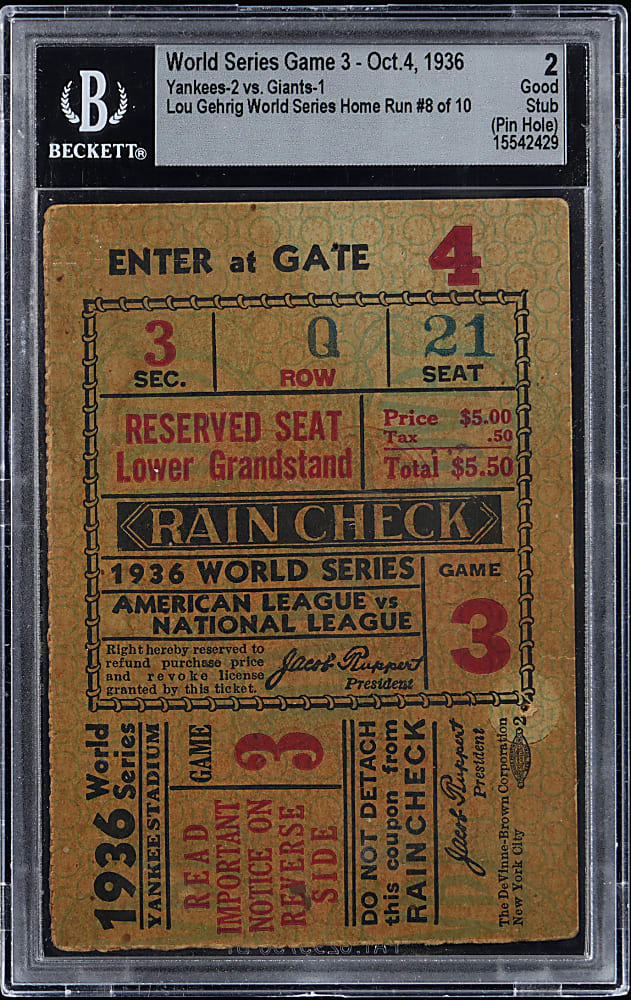 BECKETT®
World Series Game 3 - Oct.4, 1936
Yankees-2 vs. Giants-1
Lou Gehrig World Series Home Run #8 of 10
2
Good
Stub
(Pin Hole)
15542429
ENTER at GATE 4
3 Q 21
SEC. ROW SEAT
RESERVED SEAT
Lower Grandstand
Price $5.00
Tax .50
Total $5.50
RAIN CHECK
1936 WORLD SERIES
AMERICAN LEAGUE vs
NATIONAL LEAGUE
GAME
3
Right hereby reserved to
refund purchase price
and revoke license
granted by this ticket.
Jacob Ruppert
President
1936 World Series
YANKEE STADIUM
GAME 3
READ
IMPORTANT
NOTICE ON
REVERSE
SIDE
DO NOT DETACH
this coupon from
RAINCHECK
Jacob Ruppert
President
The DeVinne-Brown Corporation
New York City
2